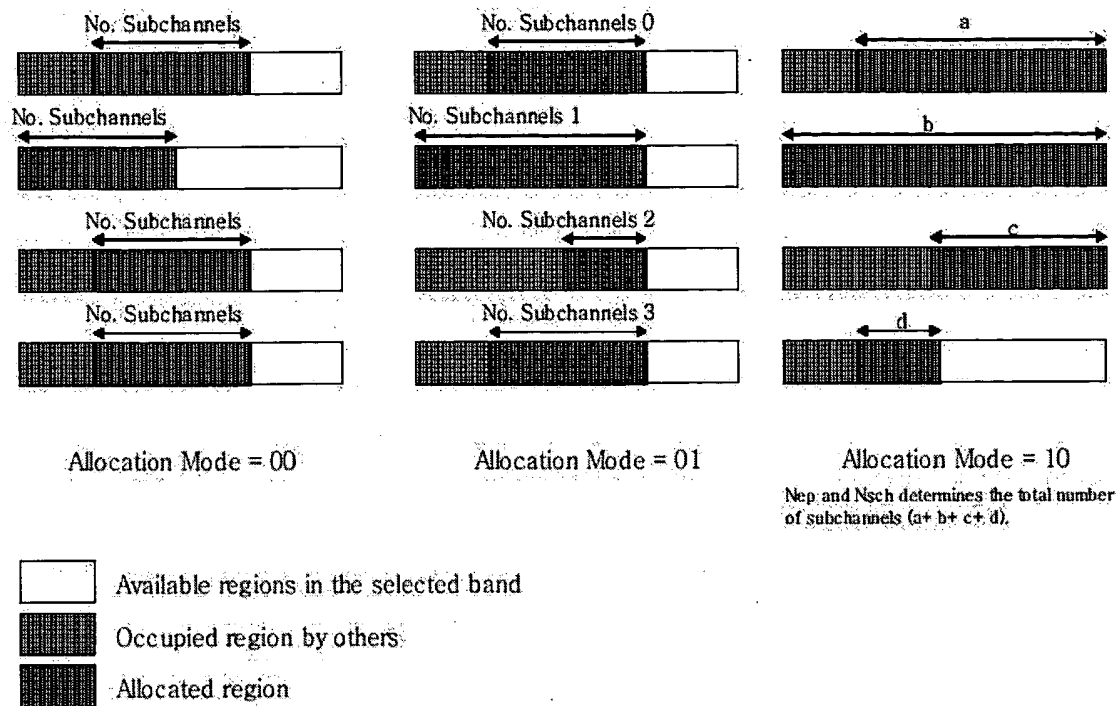 No. Subchannels
No. Subchannels 0
a
No. Subchannels
No. Subchannels 1
b
No. Subchannels
No. Subchannels 2
c
No. Subchannels
No. Subchannels 3
d
Allocation Mode = 00
Allocation Mode = 01
Allocation Mode = 10
Nep and Nsch determines the total number
of subchannels (a+ b+ c+ d).
Available regions in the selected band
Occupied region by others
Allocated region